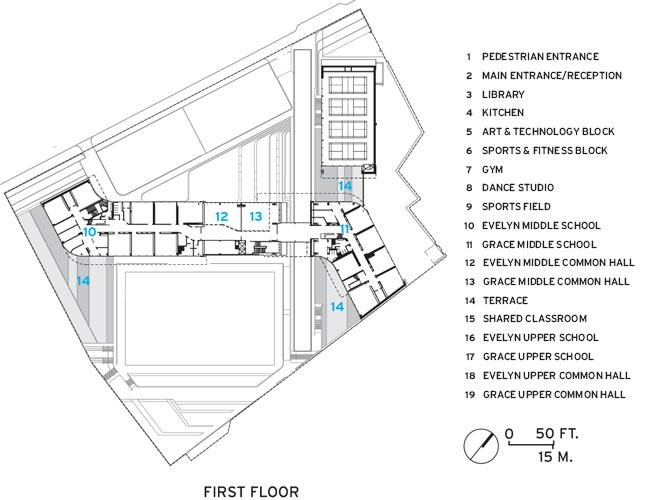 1 PEDESTRIAN ENTRANCE
2 MAIN ENTRANCE/RECEPTION
3 LIBRARY
4 KITCHEN
5 ART & TECHNOLOGY BLOCK
6 SPORTS & FITNESS BLOCK
7 GYM
8 DANCE STUDIO
9 SPORTS FIELD
10 EVELYN MIDDLE SCHOOL
11 GRACE MIDDLE SCHOOL
12 EVELYN MIDDLE COMMON HALL
13 GRACE MIDDLE COMMON HALL
14 TERRACE
15 SHARED CLASSROOM
16 EVELYN UPPER SCHOOL
17 GRACE UPPER SCHOOL
18 EVELYN UPPER COMMON HALL
19 GRACE UPPER COMMON HALL
14
12 13
10
11
14
14
0 50 FT.
15 M.
FIRST FLOOR